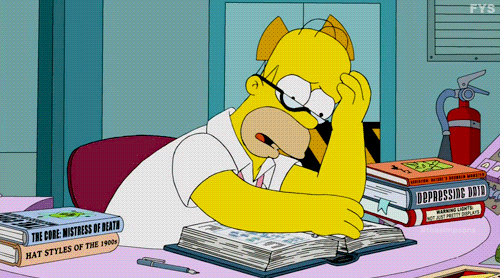 FYS
NATURE'S
DEPRESSING DATA
WARNING LIGHTS:
NOT JUST PRETTY DISPLAYS
THE CORE: MISTRESS OF DEATH
HAT STYLES OF THE 1900s